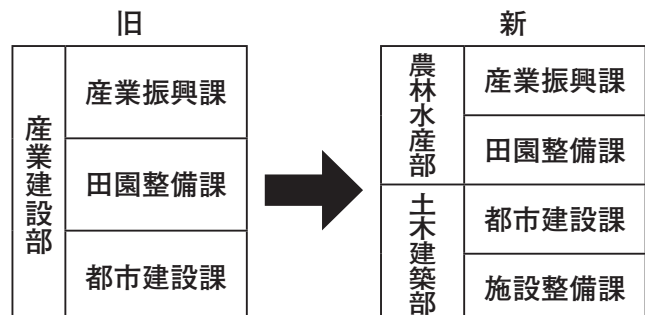 旧
産業建設部
産業振興課
田園整備課
都市建設課
新
農林水産部
産業振興課
田園整備課
土木建築部
都市建設課
施設整備課